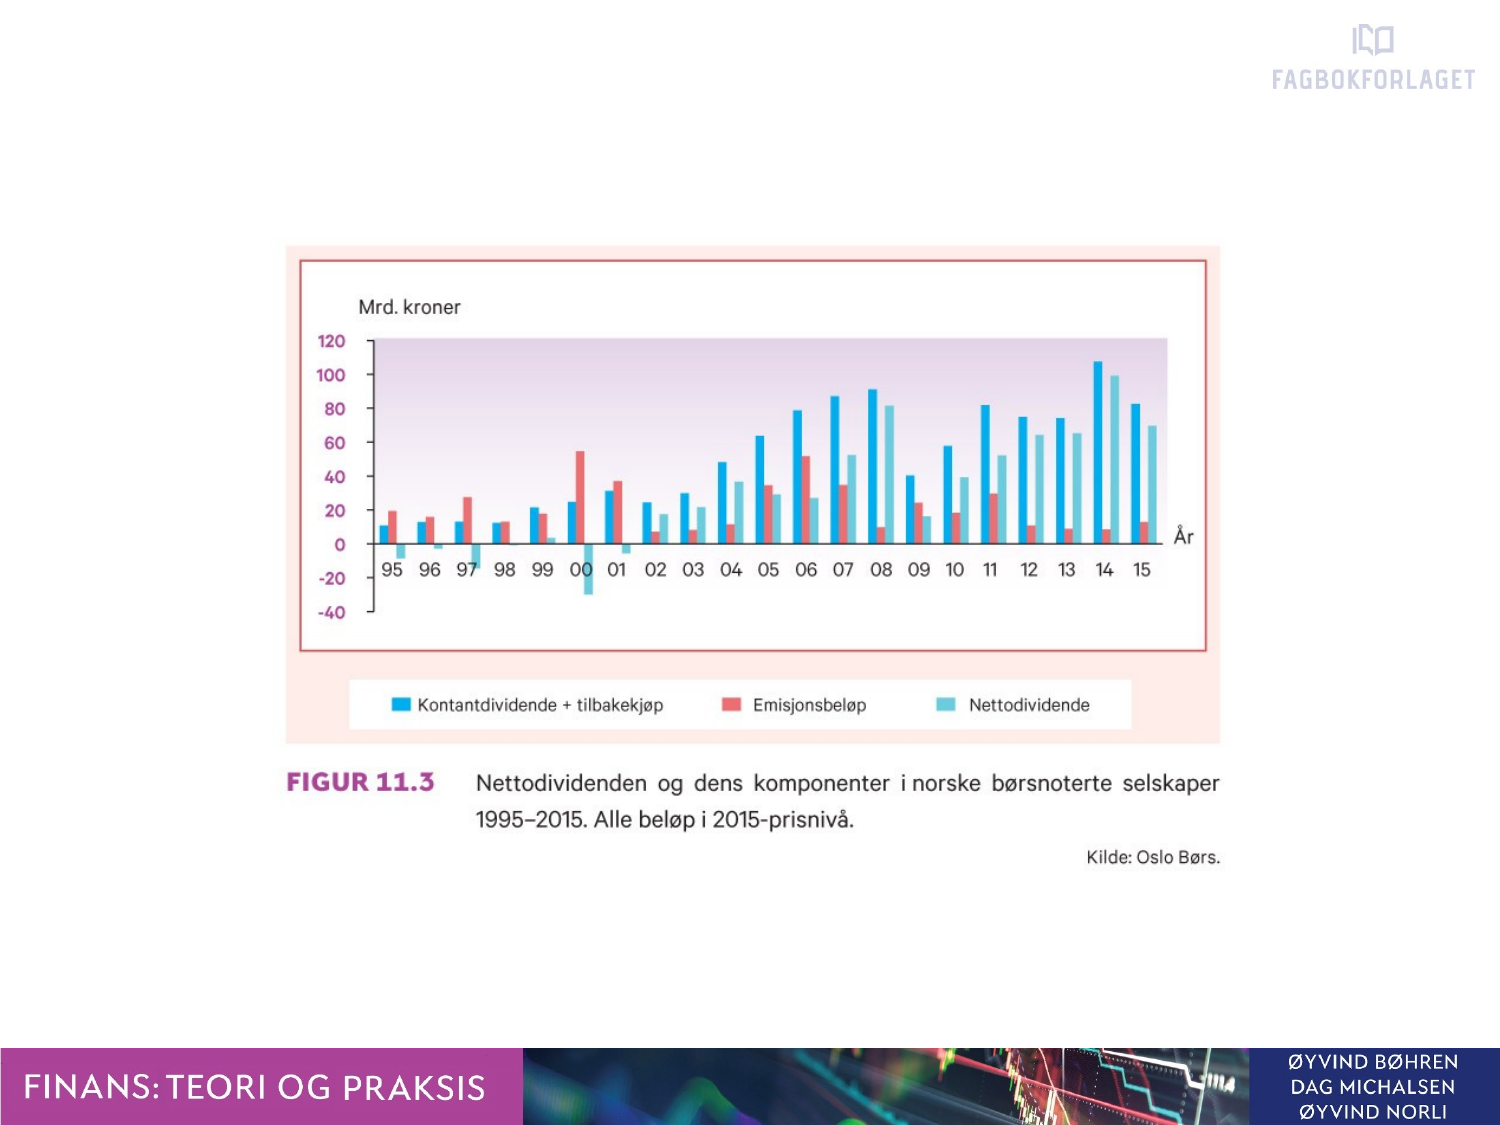 FAGBOKFORLAGET
Mrd. kroner
120
100
80
60
40
20
0
-20
-40
År
95 96 97 98 99 00 01 02 03 04 05 06 07 08 09 10 11 12 13 14 15
Kontantdividende + tilbakekjøp Emisjonsbeløp Nettodividende
FIGUR 11.3 Nettodividenden og dens komponenter i norske børsnoterte selskaper
1995–2015. Alle beløp i 2015-prisnivå.
Kilde: Oslo Børs.
FINANS: TEORI OG PRAKSIS
ØYVIND BØHREN
DAG MICHALSEN
ØYVIND NORLI